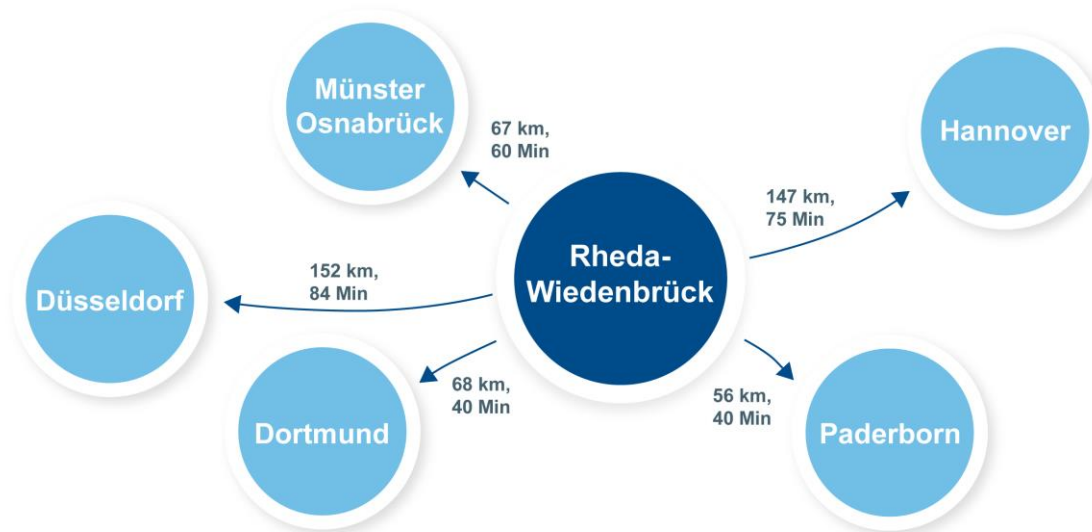 Münster
Osnabrück
67 km,
60 Min
Hannover
147 km,
75 Min
Rheda-
Wiedenbrück
152 km,
84 Min
Düsseldorf
68 km,
40 Min
Dortmund
56 km,
40 Min
Paderborn